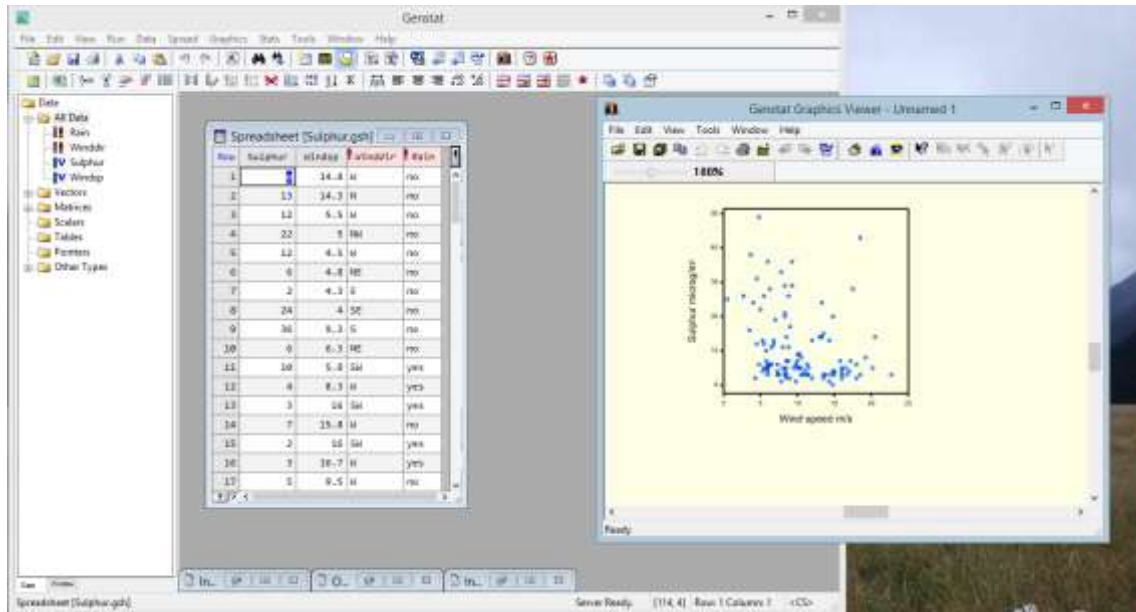 Genstat
File Edit View Run Data Spread Graphics Stats Tools Window Help
Data
All Data
Rain
Winddir
Sulphur
Windsp
Vectors
Matrices
Scalars
Tables
Pointers
Other Types
Spreadsheet [Sulphur.gsh]
Row Sulphur Windsp Winddir Rain
1 14.8 W no
2 13 14.3 W no
3 12 5.5 W no
4 22 5 NW no
5 12 4.5 W no
6 6 4.8 NE no
7 2 4.3 S no
8 24 4 SE no
9 36 9.3 S no
10 6 6.3 NE no
11 10 5.8 SW yes
12 4 8.3 W yes
13 3 16 SW yes
14 7 15.8 W no
15 2 16 SW yes
16 3 10.7 W yes
17 5 9.5 W no
In... O... In...
Spreadsheet [Sulphur.gsh]
Server Ready [114, 4] Row 1 Column 1
Genstat Graphics Viewer - Unnamed 1
File Edit View Tools Window Help
100%
Sulphur
Wind speed m/s
Ready